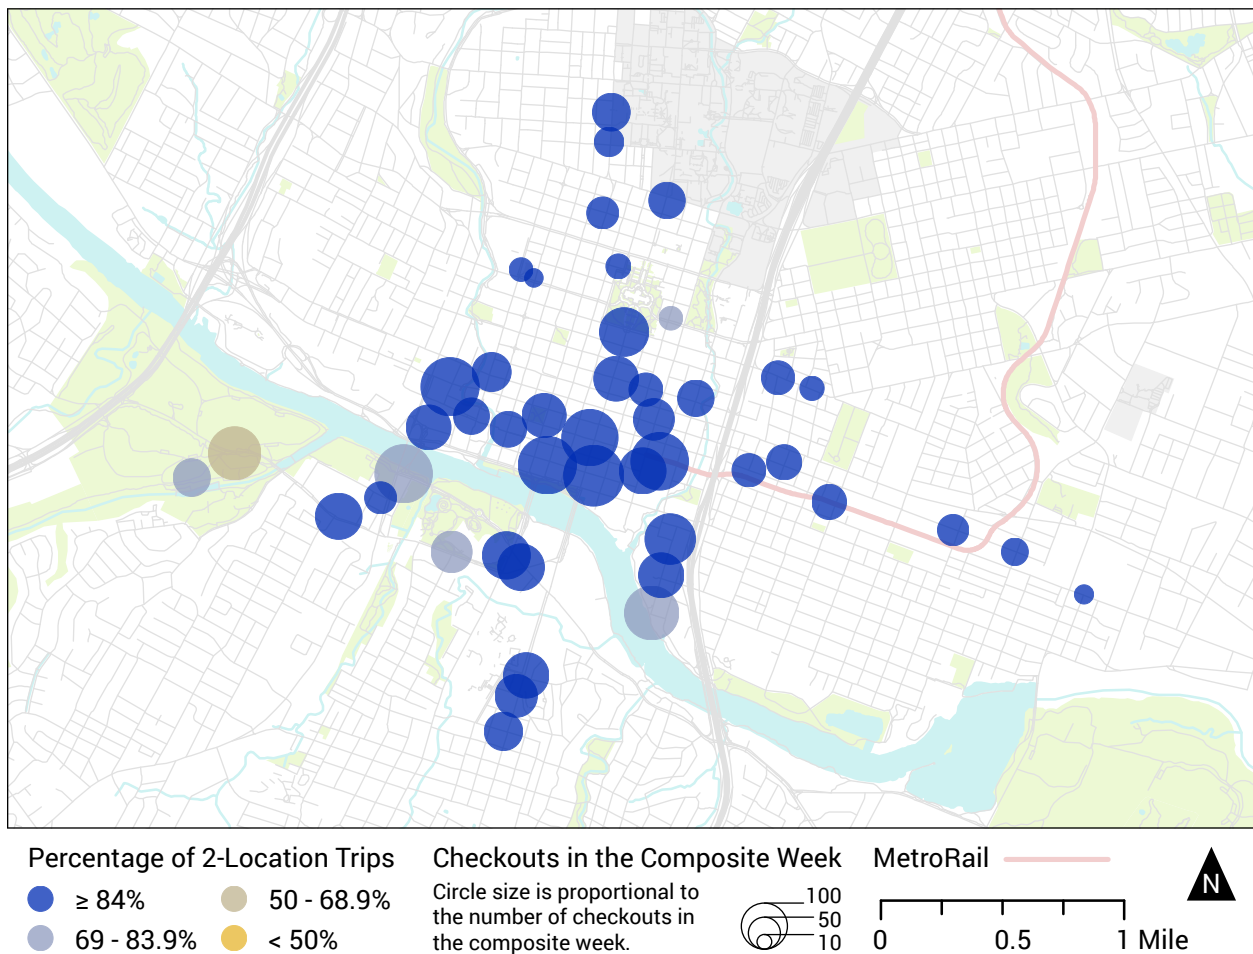 Percentage of 2-Location Trips
≥ 84%
69 - 83.9%
50 - 68.9%
< 50%
Checkouts in the Composite Week
Circle size is proportional to
the number of checkouts in
the composite week.
100
50
10
MetroRail
0 0.5 1 Mile
N